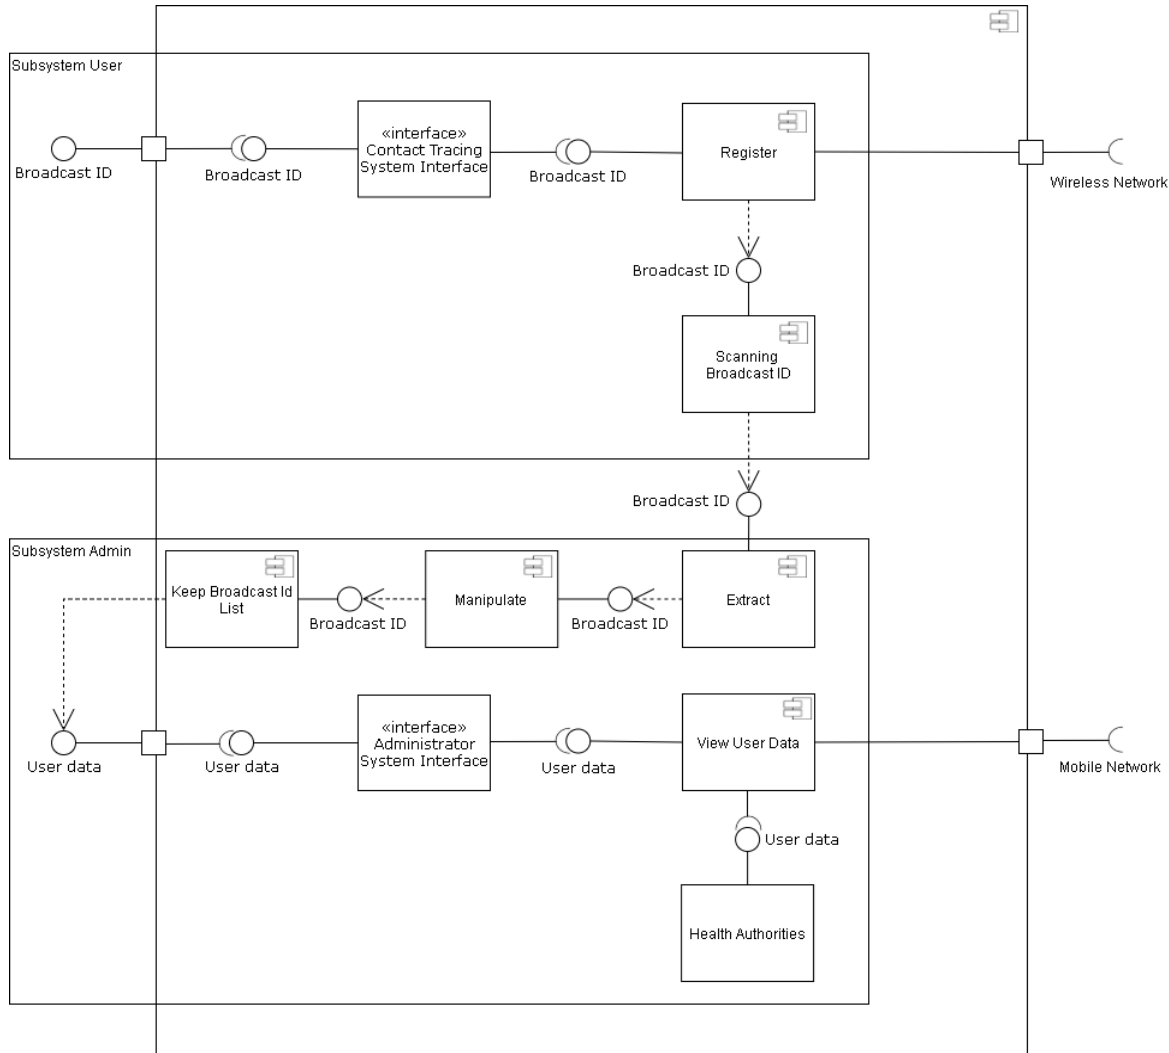 Subsystem User
«interface»
Contact Tracing
System Interface
Register
Broadcast ID
Broadcast ID
Broadcast ID
Wireless Network
Broadcast ID
Scanning
Broadcast ID
Broadcast ID
Subsystem Admin
Keep Broadcast Id
List
Manipulate
Extract
Broadcast ID
Broadcast ID
«interface»
Administrator
System Interface
View User Data
User data
User data
User data
Mobile Network
User data
Health Authorities